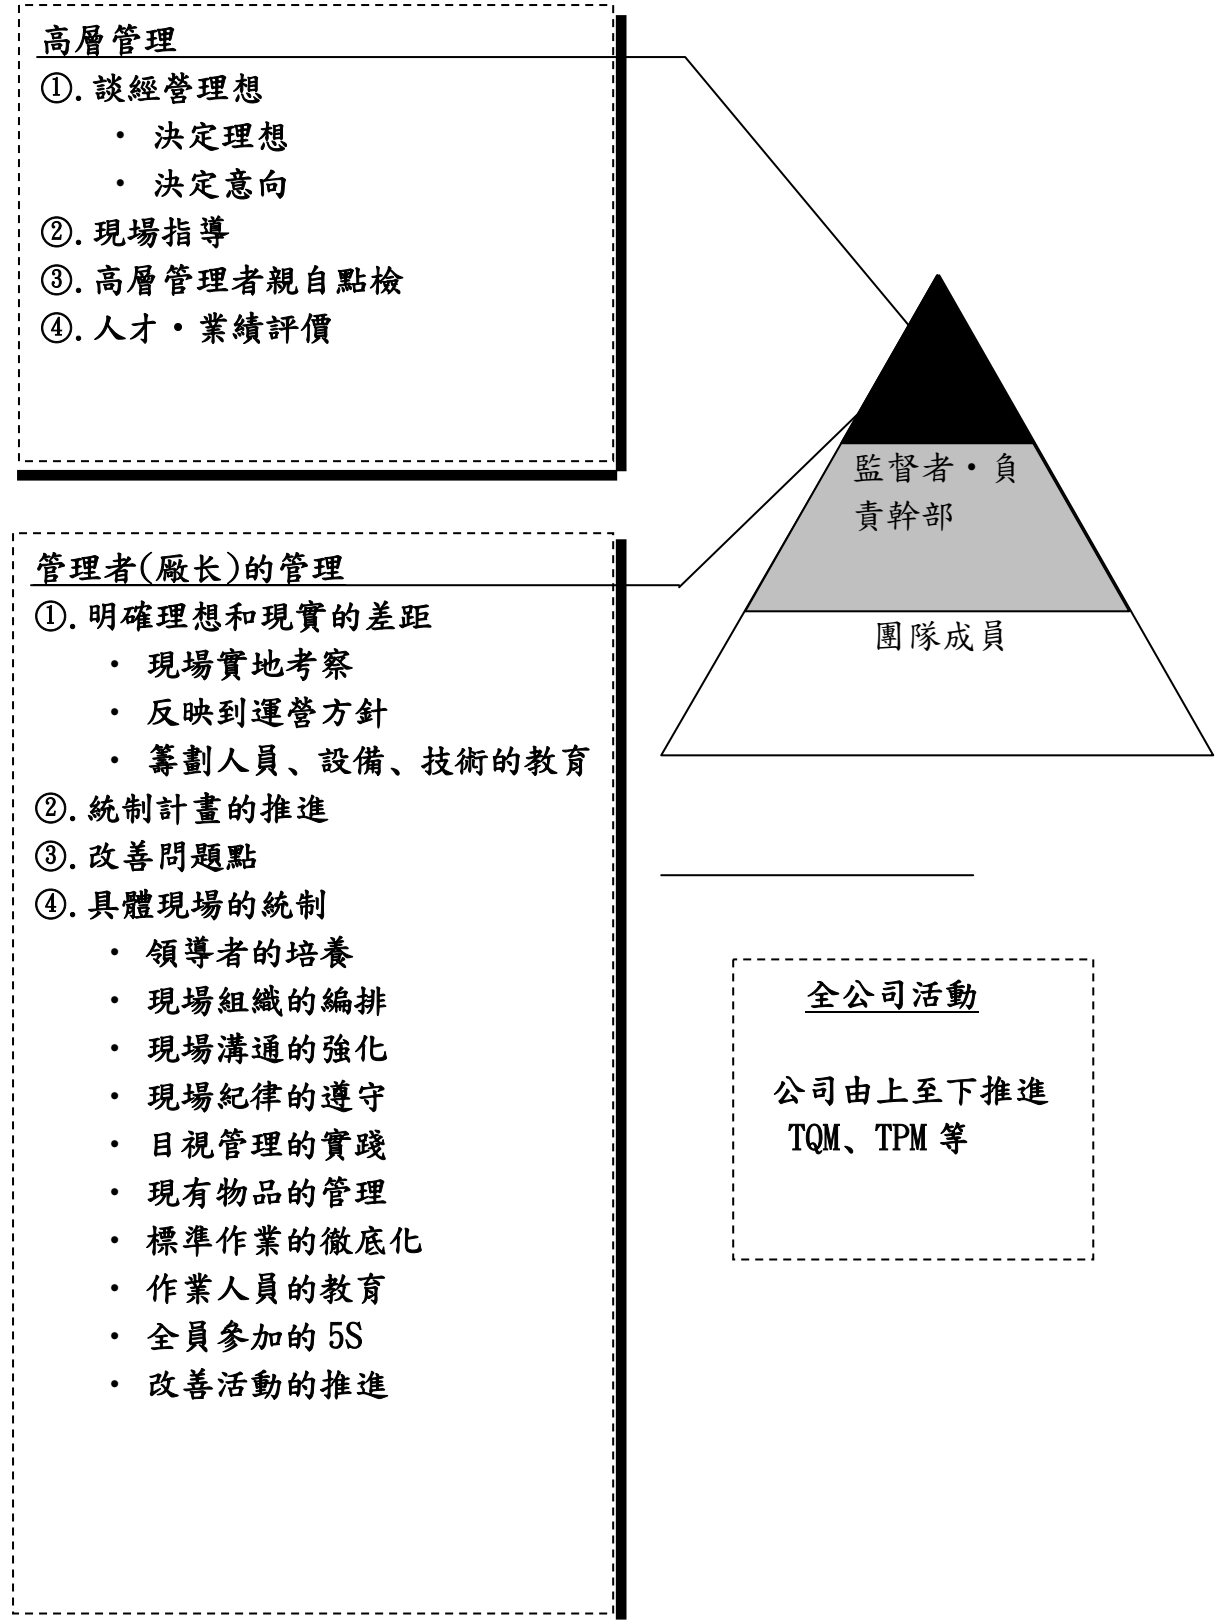 高層管理
①.談經營理想
・ 決定理想
・ 決定意向
②.現場指導
③.高層管理者親自點檢
④.人才・業績評價
管理者(厰长)的管理
①.明確理想和現實的差距
・ 現場實地考察
・ 反映到運營方針
・ 籌劃人員、設備、技術的教育
②.統制計畫的推進
③.改善問題點
④.具體現場的統制
・ 領導者的培養
・ 現場組織的編排
・ 現場溝通的強化
・ 現場紀律的遵守
・ 目視管理的實踐
・ 現有物品的管理
・ 標準作業的徹底化
・ 作業人員的教育
・ 全員參加的 5S
・ 改善活動的推進
監督者・負
責幹部
團隊成員
全公司活動
公司由上至下推進
TQM、TPM 等